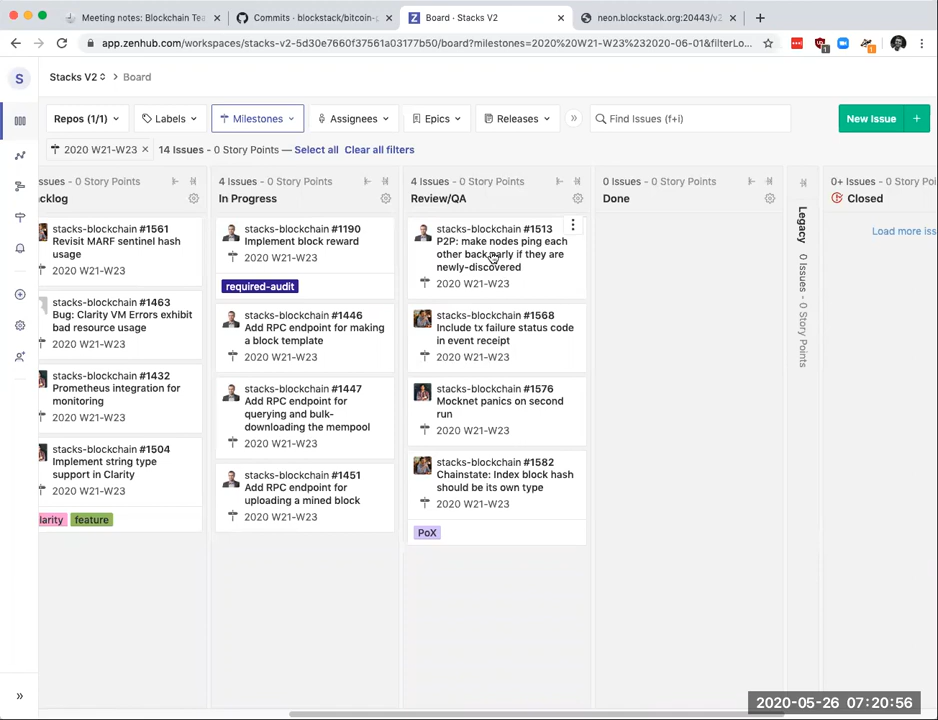 Meeting notes: Blockchain Tea
Commits · blockstack/bitcoin-
Board · Stacks V2
neon.blockstack.org:20443/v2
app.zenhub.com/workspaces/stacks-v2-5d30e7660f37561a03177b50/board?milestones=2020%20W21-W23%232020-06-01&filterLo...
S
Stacks V2
Board
Repos (1/1)
Labels
Milestones
Assignees
Epics
Releases
Find Issues (f+i)
New Issue
2020 W21-W23
14 Issues - 0 Story Points — Select all Clear all filters
ssues - 0 Story Points
cklog
stacks-blockchain #1561
Revisit MARF sentinel hash
usage
2020 W21-W23
stacks-blockchain #1463
Bug: Clarity VM Errors exhibit
bad resource usage
2020 W21-W23
stacks-blockchain #1432
Prometheus integration for
monitoring
2020 W21-W23
stacks-blockchain #1504
Implement string type
support in Clarity
2020 W21-W23
larity
feature
4 Issues - 0 Story Points
In Progress
stacks-blockchain #1190
Implement block reward
2020 W21-W23
required-audit
stacks-blockchain #1446
Add RPC endpoint for making
a block template
2020 W21-W23
stacks-blockchain #1447
Add RPC endpoint for
querying and bulk-
downloading the mempool
2020 W21-W23
stacks-blockchain #1451
Add RPC endpoint for
uploading a mined block
2020 W21-W23
4 Issues - 0 Story Points
Review/QA
stacks-blockchain #1513
P2P: make nodes ping each
other back early if they are
newly-discovered
2020 W21-W23
stacks-blockchain #1568
Include tx failure status code
in event receipt
2020 W21-W23
stacks-blockchain #1576
Mocknet panics on second
run
2020 W21-W23
stacks-blockchain #1582
Chainstate: Index block hash
should be its own type
2020 W21-W23
PoX
0 Issues - 0 Story Points
Done
Legacy 0 Issues - 0 Story Points
0+ Issues - 0 Story Poi
Closed
Load more iss
2020-05-26 07:20:56